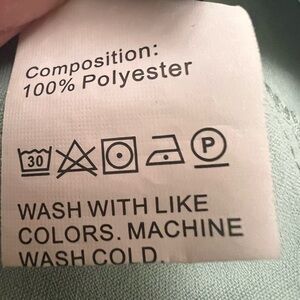 Composition:
100% Polyester
30 P
WASH WITH LIKE
COLORS. MACHINE
WASH COLD.